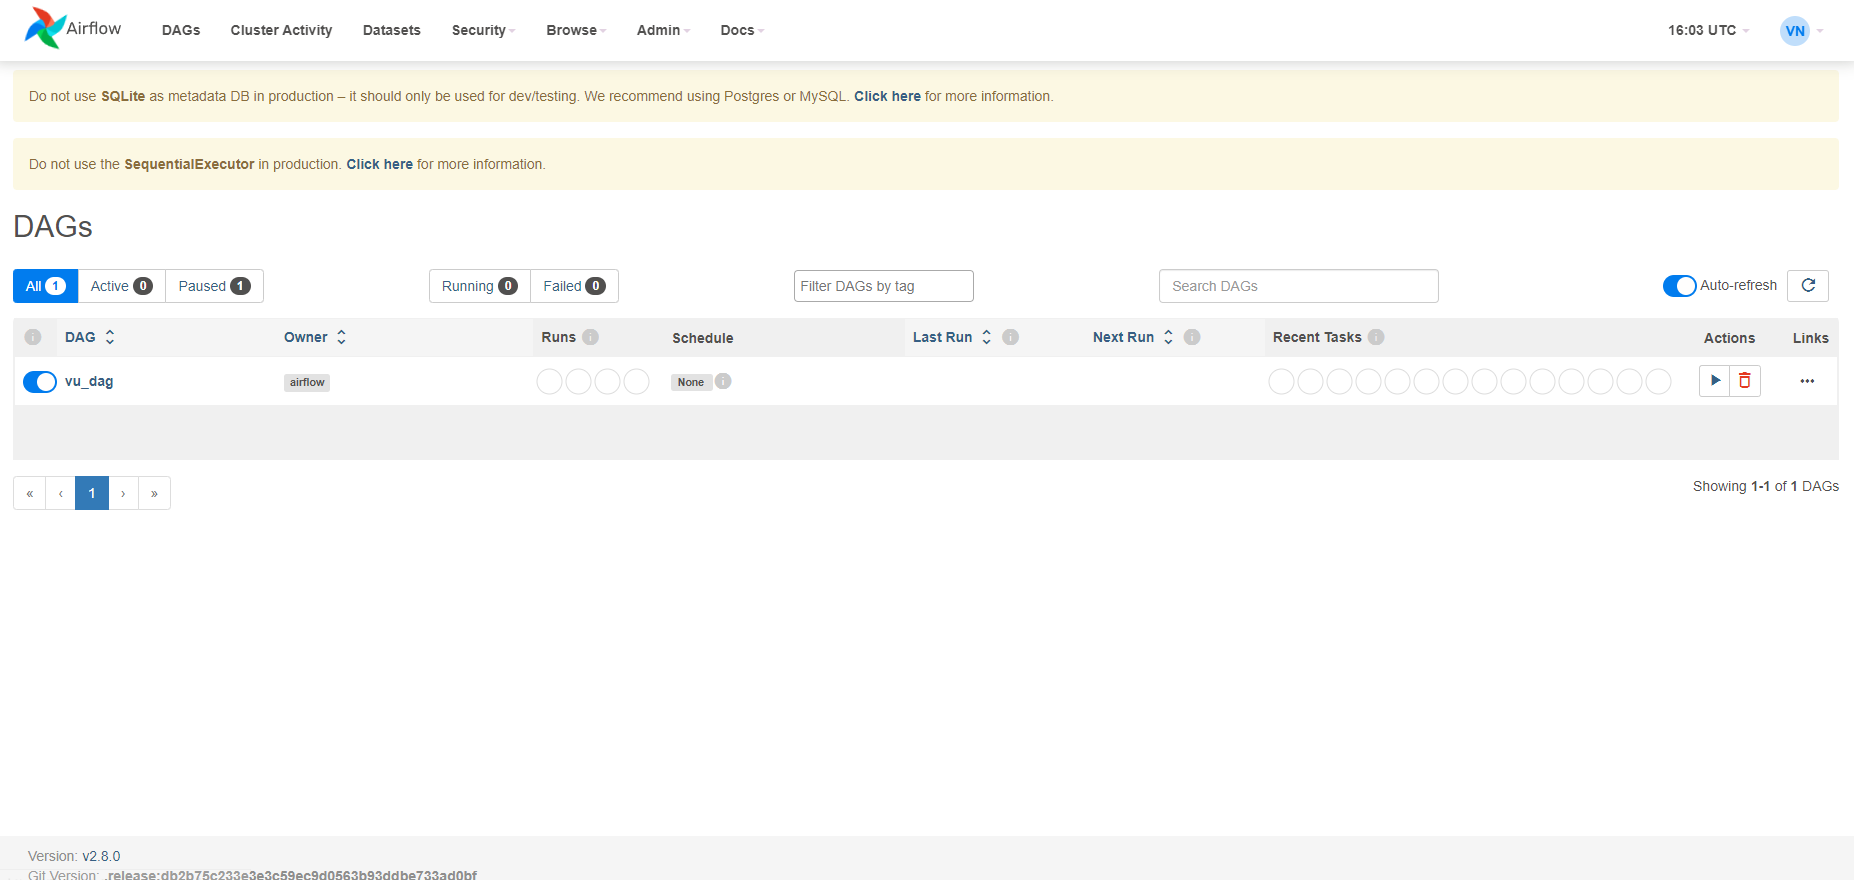 Airflow DAGs Cluster Activity Datasets Security Browse Admin Docs 16:03 UTC VN
Do not use SQLite as metadata DB in production – it should only be used for dev/testing. We recommend using Postgres or MySQL. Click here for more information.
Do not use the SequentialExecutor in production. Click here for more information.
DAGs
All 1 Active 0 Paused 1 Running 0 Failed 0 Filter DAGs by tag Search DAGs Auto-refresh
DAG Owner Runs Schedule Last Run Next Run Recent Tasks Actions Links
vu_dag airflow None
« ‹ 1 › » Showing 1-1 of 1 DAGs
Version: v2.8.0
Git Version: .release:db2b75c233e3e3c59ec9d0563b93ddbe733ad0bf